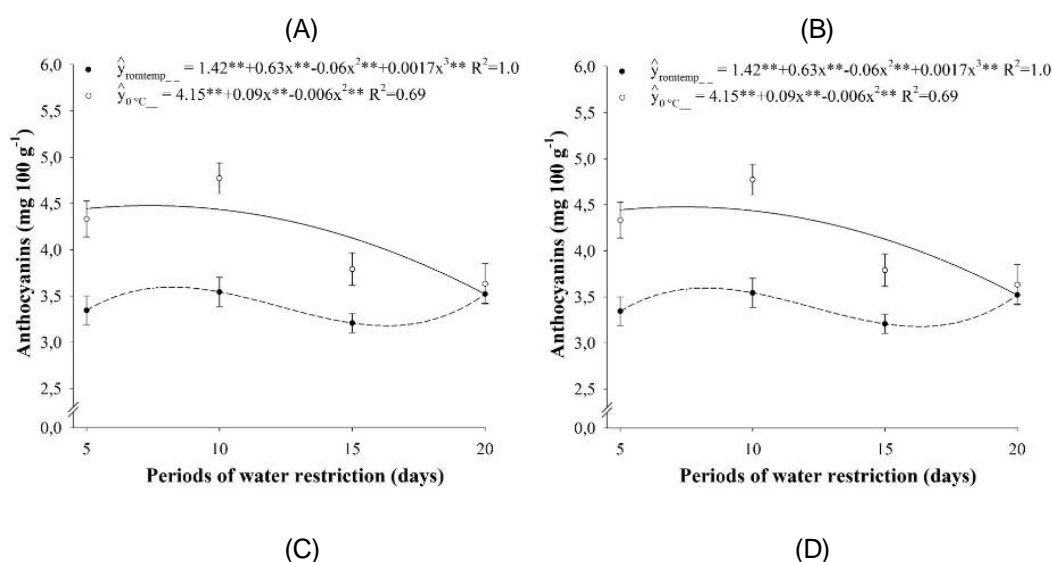 (A)
ŷromtemp_ _ = 1.42**+0.63x**-0.06x²**+0.0017x³** R²=1.0
ŷ0 ºC__ = 4.15**+0.09x**-0.006x²** R²=0.69
6,0
5,5
5,0
4,5
4,0
3,5
3,0
2,5
0,0
Anthocyanins (mg 100 g⁻¹)
5 10 15 20
Periods of water restriction (days)
(B)
ŷromtemp_ _ = 1.42**+0.63x**-0.06x²**+0.0017x³** R²=1.0
ŷ0 ºC__ = 4.15**+0.09x**-0.006x²** R²=0.69
6,0
5,5
5,0
4,5
4,0
3,5
3,0
2,5
0,0
Anthocyanins (mg 100 g⁻¹)
5 10 15 20
Periods of water restriction (days)
(C)
(D)